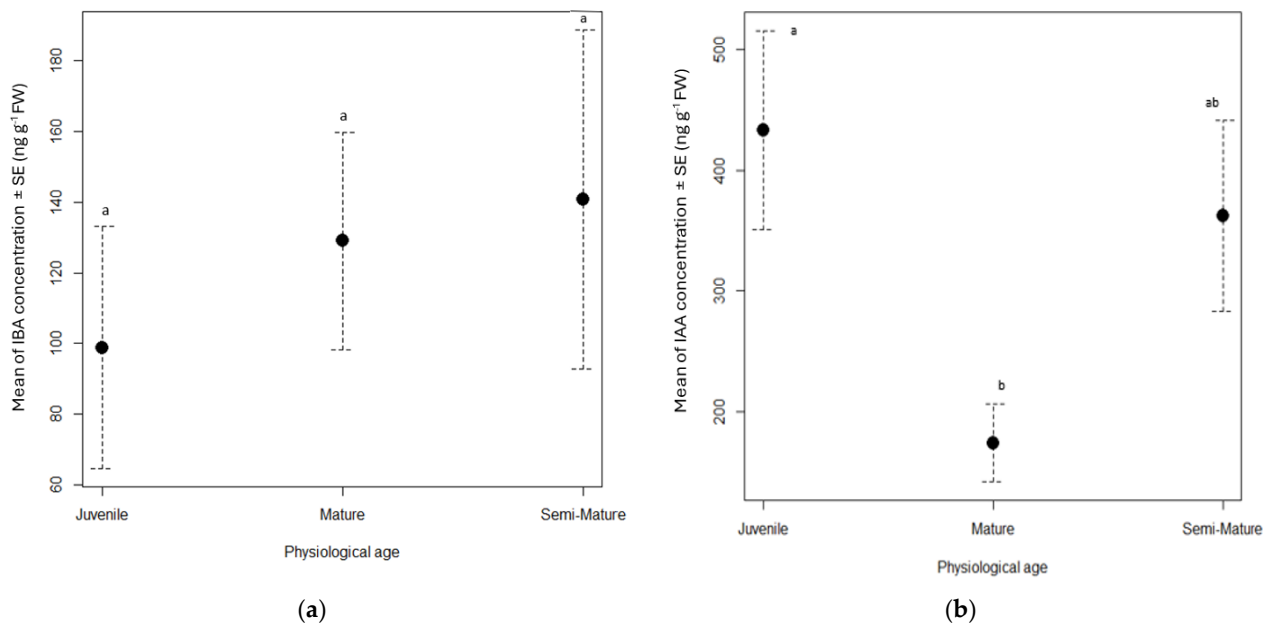 Mean of IBA concentration ± SE (ng g⁻¹ FW)
180
160
140
120
100
80
60
a
a
a
Juvenile
Mature
Semi-Mature
Physiological age
(a)
Mean of IAA concentration ± SE (ng g⁻¹ FW)
500
400
300
200
a
b
ab
Juvenile
Mature
Semi-Mature
Physiological age
(b)